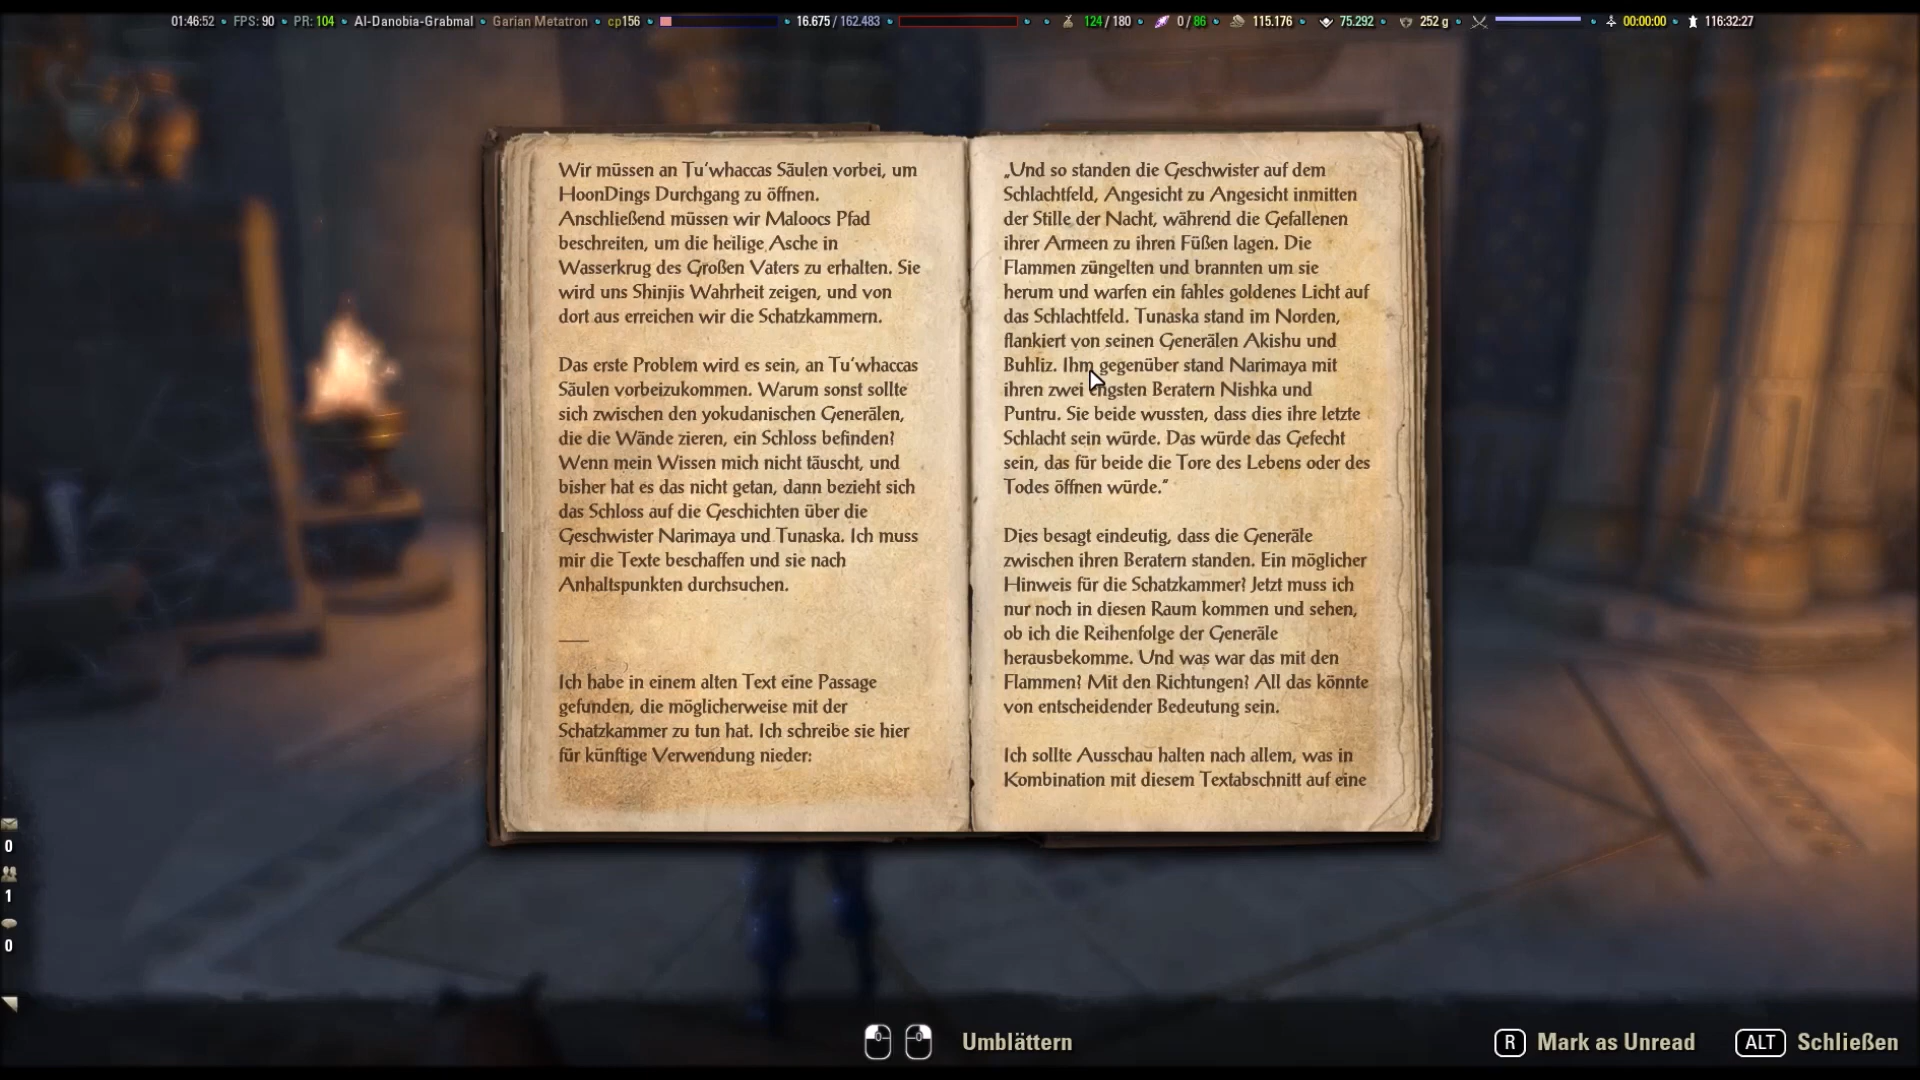 01:46:52 FPS: 90 PR: 104 Al-Danobia-Grabmal Garian Metatron cp156 16.675 / 162.483 124 / 180 0 / 86 115.176 75.292 252 g 00:00:00 116:32:27
Wir müssen an Tu'whaccas Säulen vorbei, um
HoonDings Durchgang zu öffnen.
Anschließend müssen wir Maloocs Pfad
beschreiten, um die heilige Asche in
Wasserkrug des Großen Vaters zu erhalten. Sie
wird uns Shinjis Wahrheit zeigen, und von
dort aus erreichen wir die Schatzkammern.
Das erste Problem wird es sein, an Tu'whaccas
Säulen vorbeizukommen. Warum sonst sollte
sich zwischen den yokudanischen Generälen,
die die Wände zieren, ein Schloss befinden?
Wenn mein Wissen mich nicht täuscht, und
bisher hat es das nicht getan, dann bezieht sich
das Schloss auf die Geschichten über die
Geschwister Narimaya und Tunaska. Ich muss
mir die Texte beschaffen und sie nach
Anhaltspunkten durchsuchen.
___
Ich habe in einem alten Text eine Passage
gefunden, die möglicherweise mit der
Schatzkammer zu tun hat. Ich schreibe sie hier
für künftige Verwendung nieder:
„Und so standen die Geschwister auf dem
Schlachtfeld, Angesicht zu Angesicht inmitten
der Stille der Nacht, während die Gefallenen
ihrer Armeen zu ihren Füßen lagen. Die
Flammen züngelten und brannten um sie
herum und warfen ein fahles goldenes Licht auf
das Schlachtfeld. Tunaska stand im Norden,
flankiert von seinen Generälen Akishu und
Buhliz. Ihm gegenüber stand Narimaya mit
ihren zwei engsten Beratern Nishka und
Puntru. Sie beide wussten, dass dies ihre letzte
Schlacht sein würde. Das würde das Gefecht
sein, das für beide die Tore des Lebens oder des
Todes öffnen würde.“
Dies besagt eindeutig, dass die Generäle
zwischen ihren Beratern standen. Ein möglicher
Hinweis für die Schatzkammer? Jetzt muss ich
nur noch in diesen Raum kommen und sehen,
ob ich die Reihenfolge der Generäle
herausbekomme. Und was war das mit den
Flammen? Mit den Richtungen? All das könnte
von entscheidender Bedeutung sein.
Ich sollte Ausschau halten nach allem, was in
Kombination mit diesem Textabschnitt auf eine
0
1
0
Umblättern
R Mark as Unread
ALT Schließen